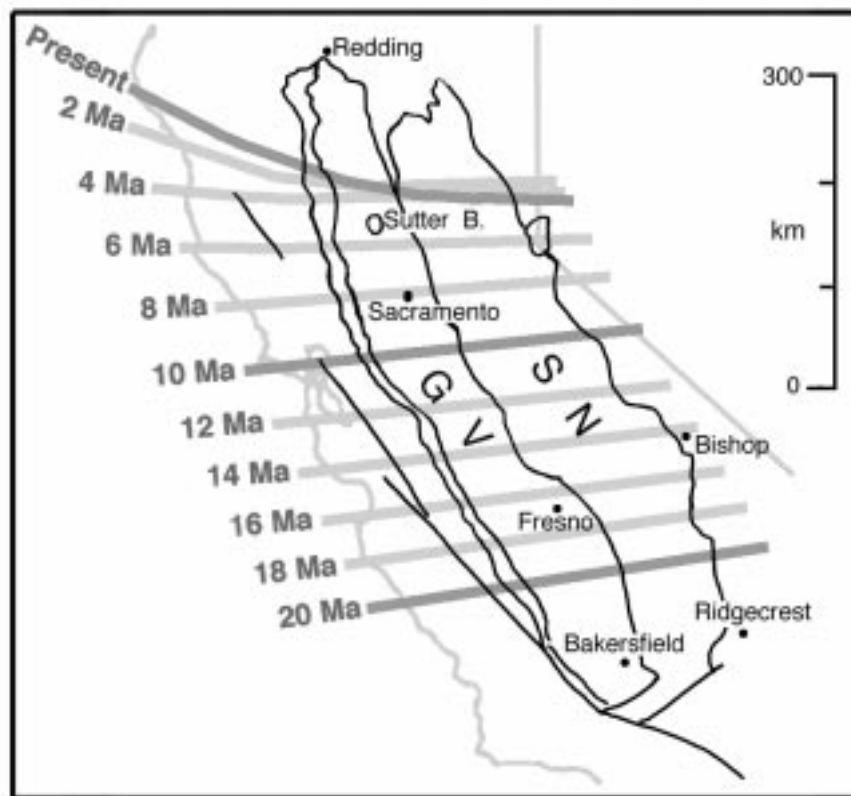 Redding
Present
300
2 Ma
4 Ma
Sutter B.
km
6 Ma
8 Ma
Sacramento
10 Ma
0
S
G
N
12 Ma
V
Bishop
14 Ma
16 Ma
Fresno
18 Ma
20 Ma
Ridgecrest
Bakersfield